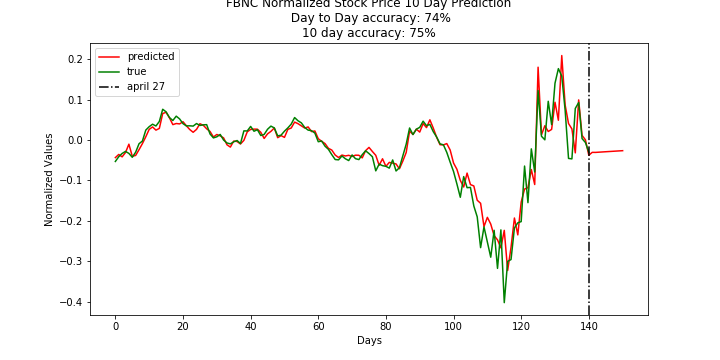 FBNC Normalized Stock Price 10 Day Prediction
Day to Day accuracy: 74%
10 day accuracy: 75%
predicted
true
april 27
0.2
0.1
0.0
−0.1
−0.2
−0.3
−0.4
Normalized Values
0 20 40 60 80 100 120 140
Days